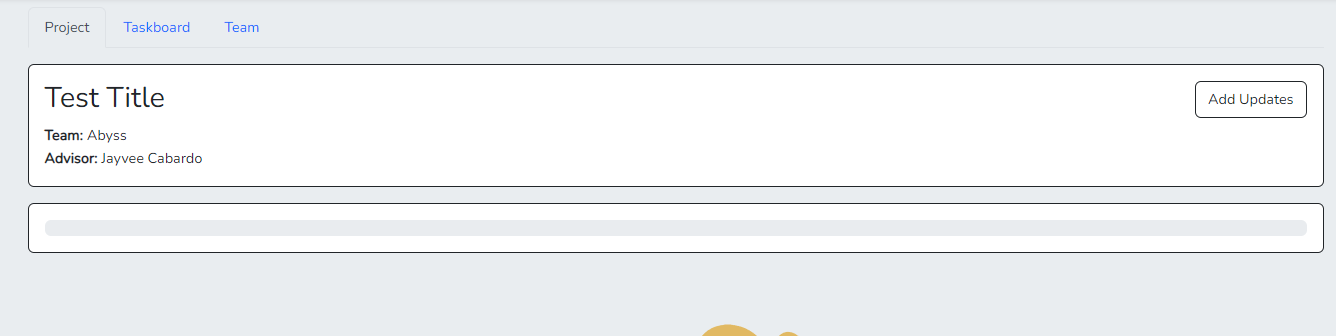 Project Taskboard Team
Test Title
Add Updates
Team: Abyss
Advisor: Jayvee Cabardo